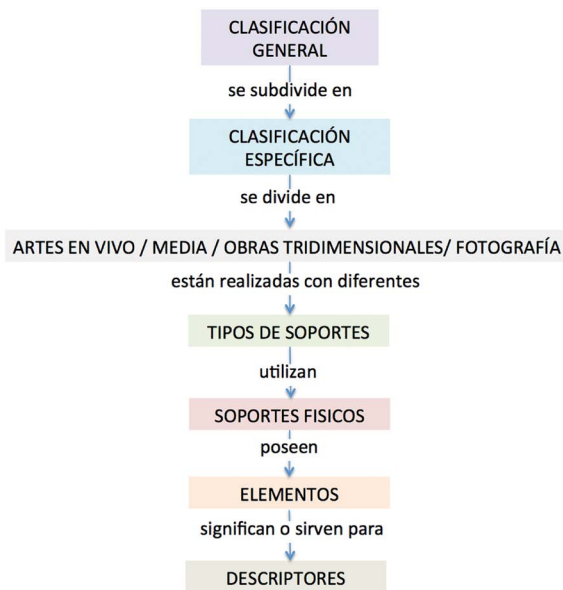 CLASIFICACIÓN
GENERAL
se subdivide en
CLASIFICACIÓN
ESPECÍFICA
se divide en
ARTES EN VIVO / MEDIA / OBRAS TRIDIMENSIONALES/ FOTOGRAFÍA
están realizadas con diferentes
TIPOS DE SOPORTES
utilizan
SOPORTES FISICOS
poseen
ELEMENTOS
significan o sirven para
DESCRIPTORES